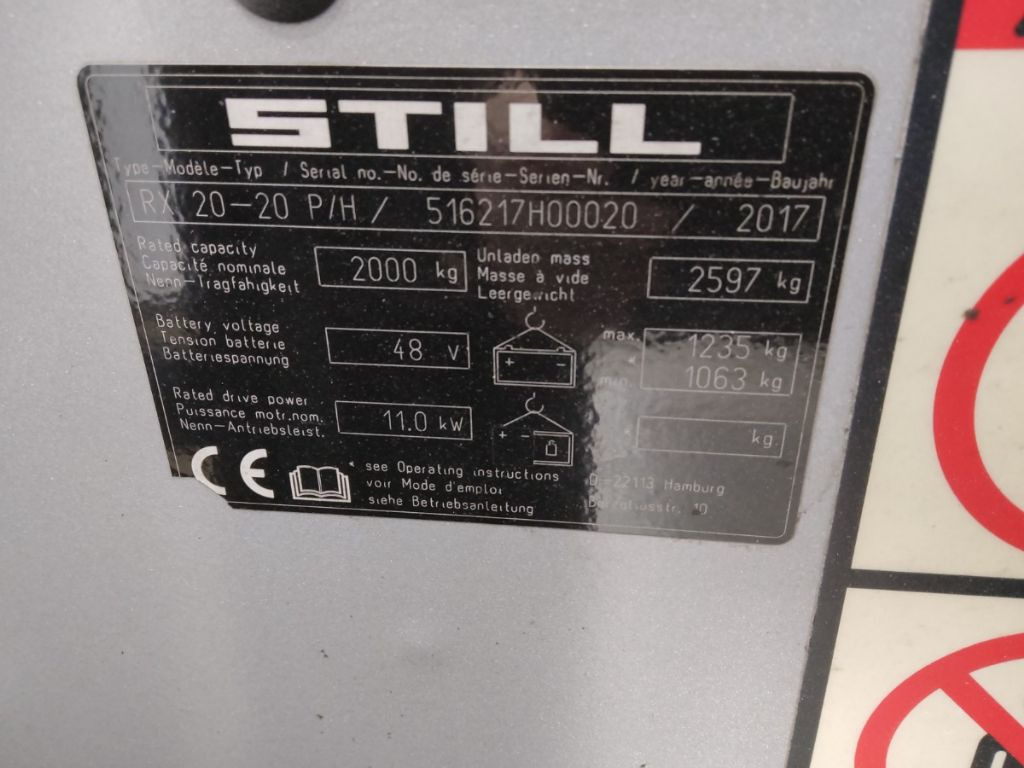 STILL
Type-Modèle-Typ / Serial no.-No. de série-Serien-Nr. / year-année-Baujahr
RX 20-20 P/H / 516217H00020 / 2017
Rated capacity
Capacité nominale
Nenn-Tragfähigkeit
2000 kg
Unladen mass
Masse à vide
Leergewicht
2597 kg
Battery voltage
Tension batterie
Batteriespannung
48 V
+ -
max. 1235 kg
*
min. 1063 kg
Rated drive power
Puissance motr.nom.
Nenn-Antriebsleist.
11.0 kW
+ -
* kg
CE
* see Operating instructions
voir Mode d'emploi
siehe Betriebsanleitung
D-22113 Hamburg
Berzeliusstr. 10